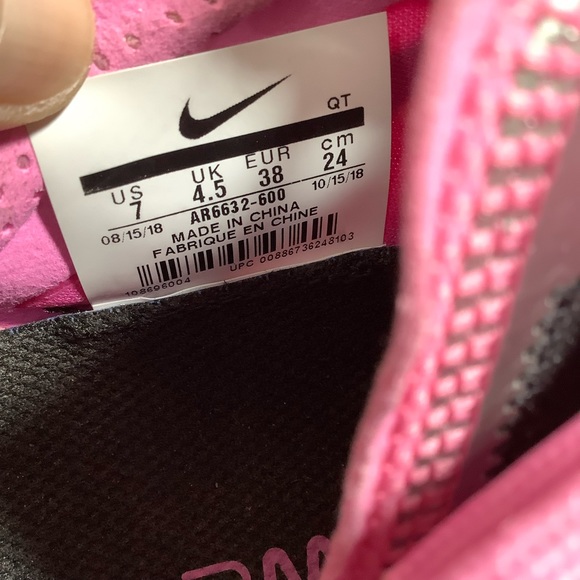 QT
US UK EUR cm
7 4.5 38 24
08/15/18 AR6632-600 10/15/18
MADE IN CHINA
FABRIQUE EN CHINE
108696004 UPC 00886736248103